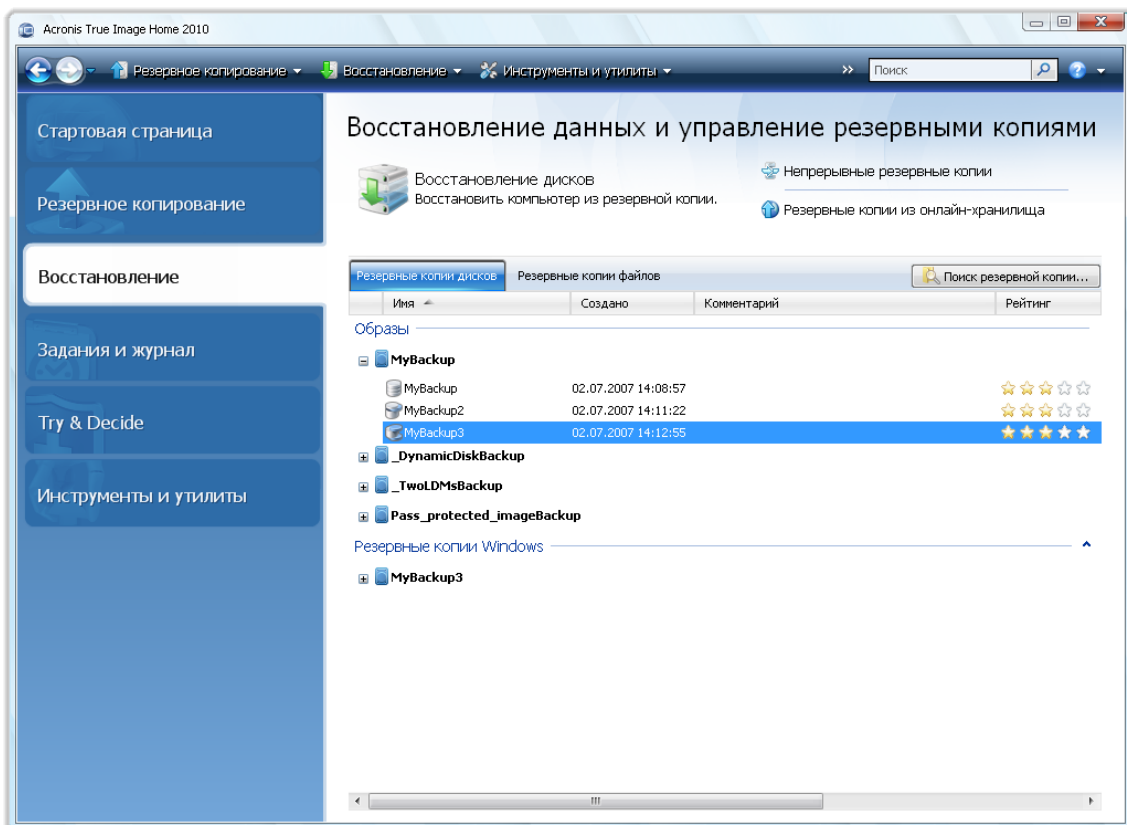 Acronis True Image Home 2010
Резервное копирование Восстановление Инструменты и утилиты » Поиск
Стартовая страница
Резервное копирование
Восстановление
Задания и журнал
Try & Decide
Инструменты и утилиты
Восстановление данных и управление резервными копиями
Восстановление дисков
Восстановить компьютер из резервной копии.
Непрерывные резервные копии
Резервные копии из онлайн-хранилища
Резервные копии дисков Резервные копии файлов Поиск резервной копии...
Имя Создано Комментарий Рейтинг
Образы
MyBackup
MyBackup 02.07.2007 14:08:57
MyBackup2 02.07.2007 14:11:22
MyBackup3 02.07.2007 14:12:55
_DynamicDiskBackup
_TwoLDMsBackup
Pass_protected_imageBackup
Резервные копии Windows
MyBackup3